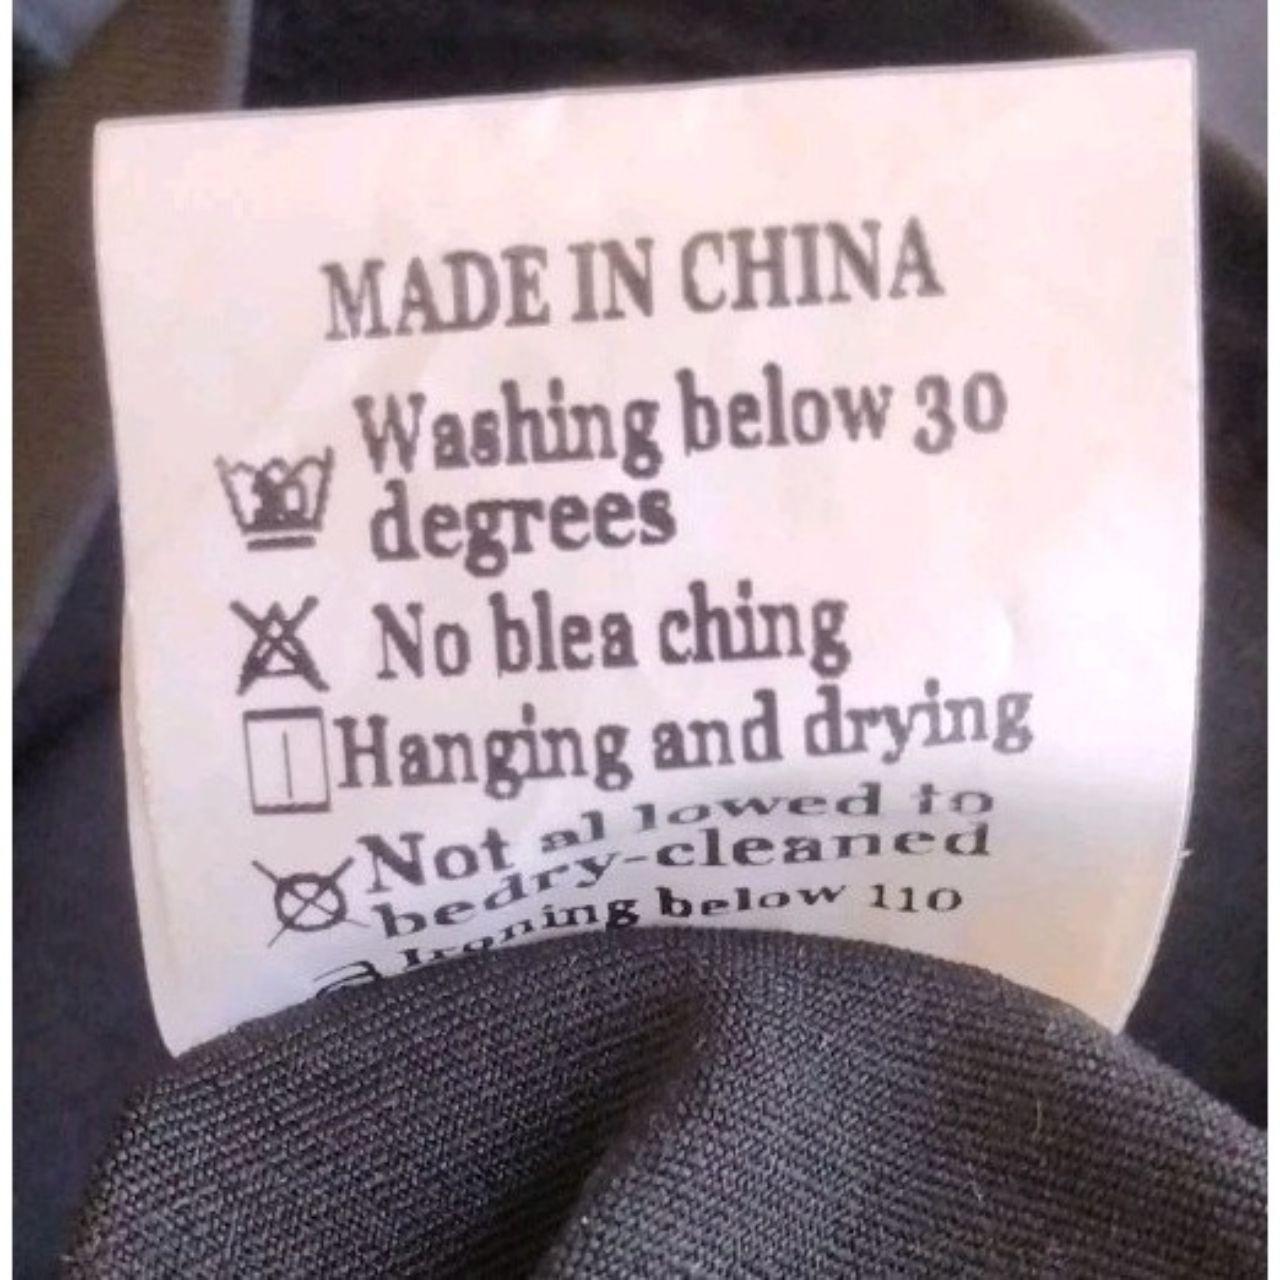 MADE IN CHINA
Washing below 30
degrees
No blea ching
Hanging and drying
Not al lowed to
bedry-cleaned
Ironing below 110